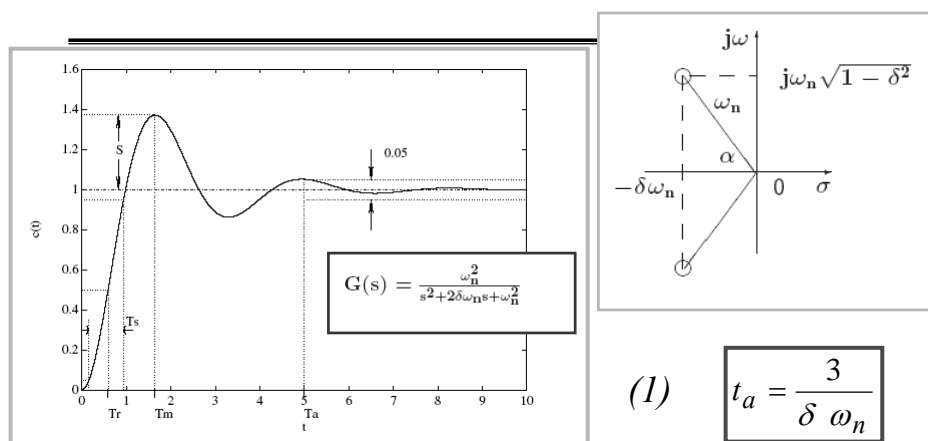 1.6
1.4
1.2
1
0.8
0.6
0.4
0.2
0
c(t)
S
0.05
Ts
G(s) = ωn² / (s²+2δωns+ωn²)
0 1 2 3 4 5 6 7 8 9 10
Tr Tm Ta
t
jω
jωn√(1 − δ²)
ωn
α
−δωn 0 σ
(1) ta = 3 / (δ ωn)